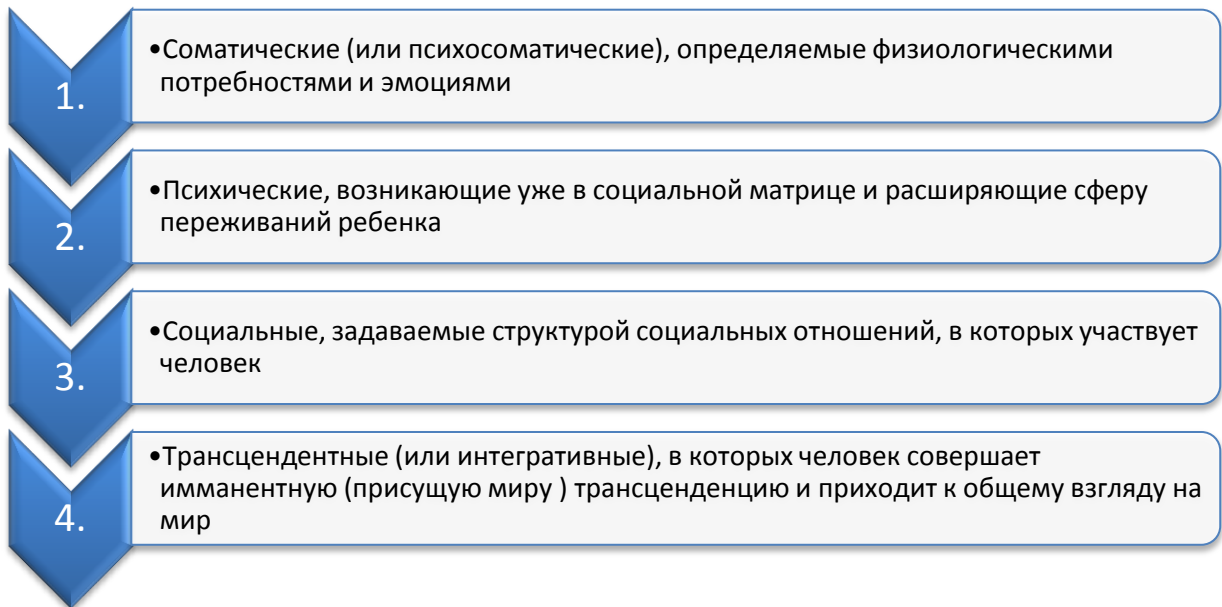 1.
•Соматические (или психосоматические), определяемые физиологическими
потребностями и эмоциями
2.
•Психические, возникающие уже в социальной матрице и расширяющие сферу
переживаний ребенка
3.
•Социальные, задаваемые структурой социальных отношений, в которых участвует
человек
4.
•Трансцендентные (или интегративные), в которых человек совершает
имманентную (присущую миру ) трансценденцию и приходит к общему взгляду на
мир